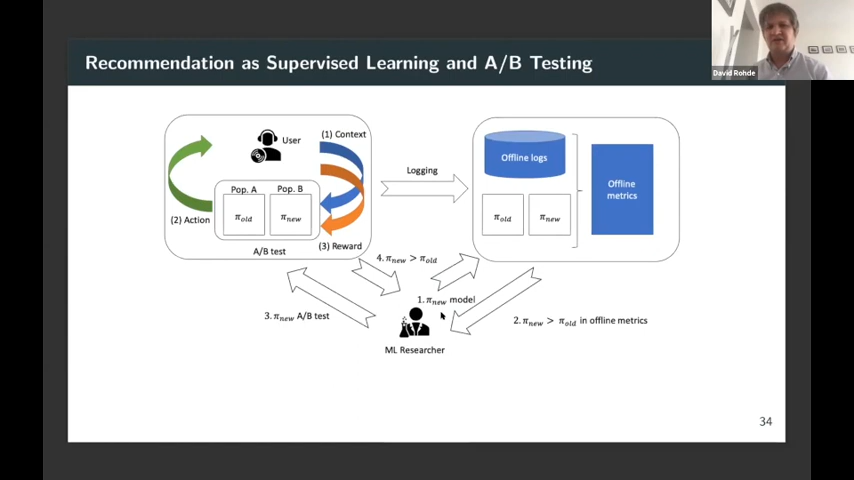 Recommendation as Supervised Learning and A/B Testing
David Rohde
User
(1) Context
Pop. A
Pop. B
π_old
π_new
(2) Action
(3) Reward
A/B test
Logging
Offline logs
π_old
π_new
Offline
metrics
4. π_new > π_old
1. π_new model
3. π_new A/B test
2. π_new > π_old in offline metrics
ML Researcher
34